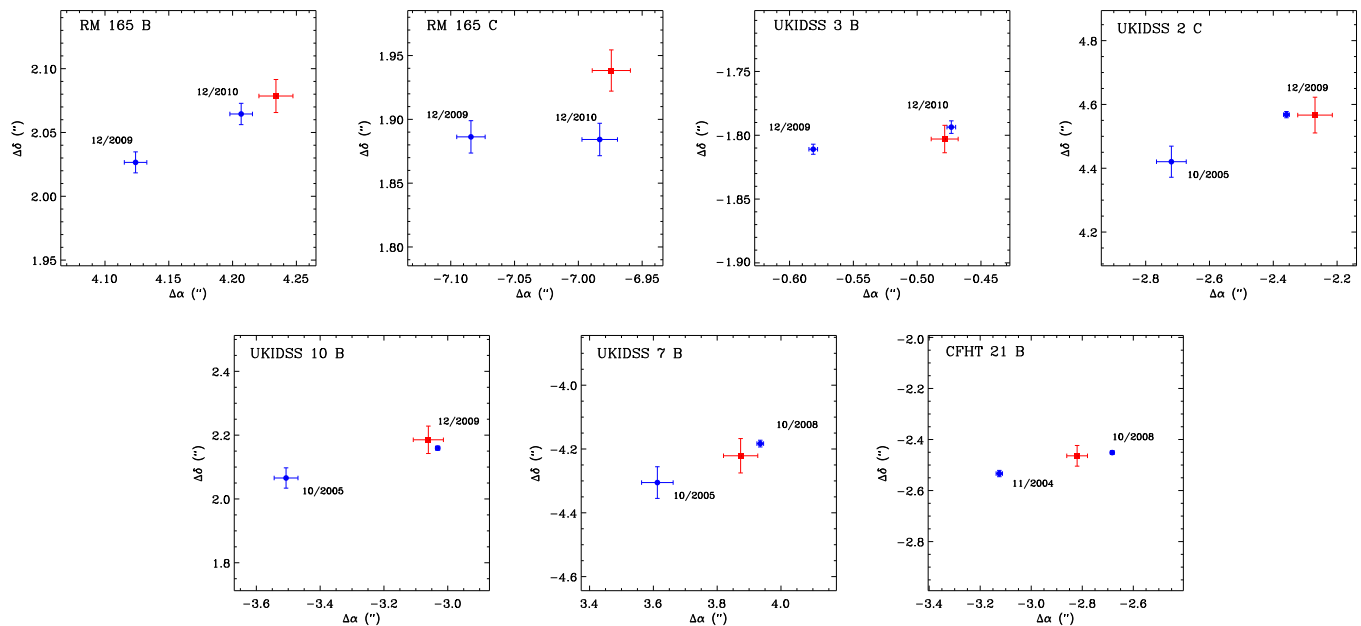 RM 165 B
2.10
2.05
2.00
1.95
12/2010
12/2009
Δδ (″)
4.10 4.15 4.20 4.25
Δα (″)
RM 165 C
1.95
1.90
1.85
1.80
12/2009
12/2010
Δδ (″)
−7.10 −7.05 −7.00 −6.95
Δα (″)
UKIDSS 3 B
−1.75
−1.80
−1.85
−1.90
12/2009
12/2010
Δδ (″)
−0.60 −0.55 −0.50 −0.45
Δα (″)
UKIDSS 2 C
4.8
4.6
4.4
4.2
12/2009
10/2005
Δδ (″)
−2.8 −2.6 −2.4 −2.2
Δα (″)
UKIDSS 10 B
2.4
2.2
2.0
1.8
12/2009
10/2005
Δδ (″)
−3.6 −3.4 −3.2 −3.0
Δα (″)
UKIDSS 7 B
−4.0
−4.2
−4.4
−4.6
10/2008
10/2005
Δδ (″)
3.4 3.6 3.8 4.0
Δα (″)
CFHT 21 B
−2.0
−2.2
−2.4
−2.6
−2.8
10/2008
11/2004
Δδ (″)
−3.4 −3.2 −3.0 −2.8 −2.6
Δα (″)